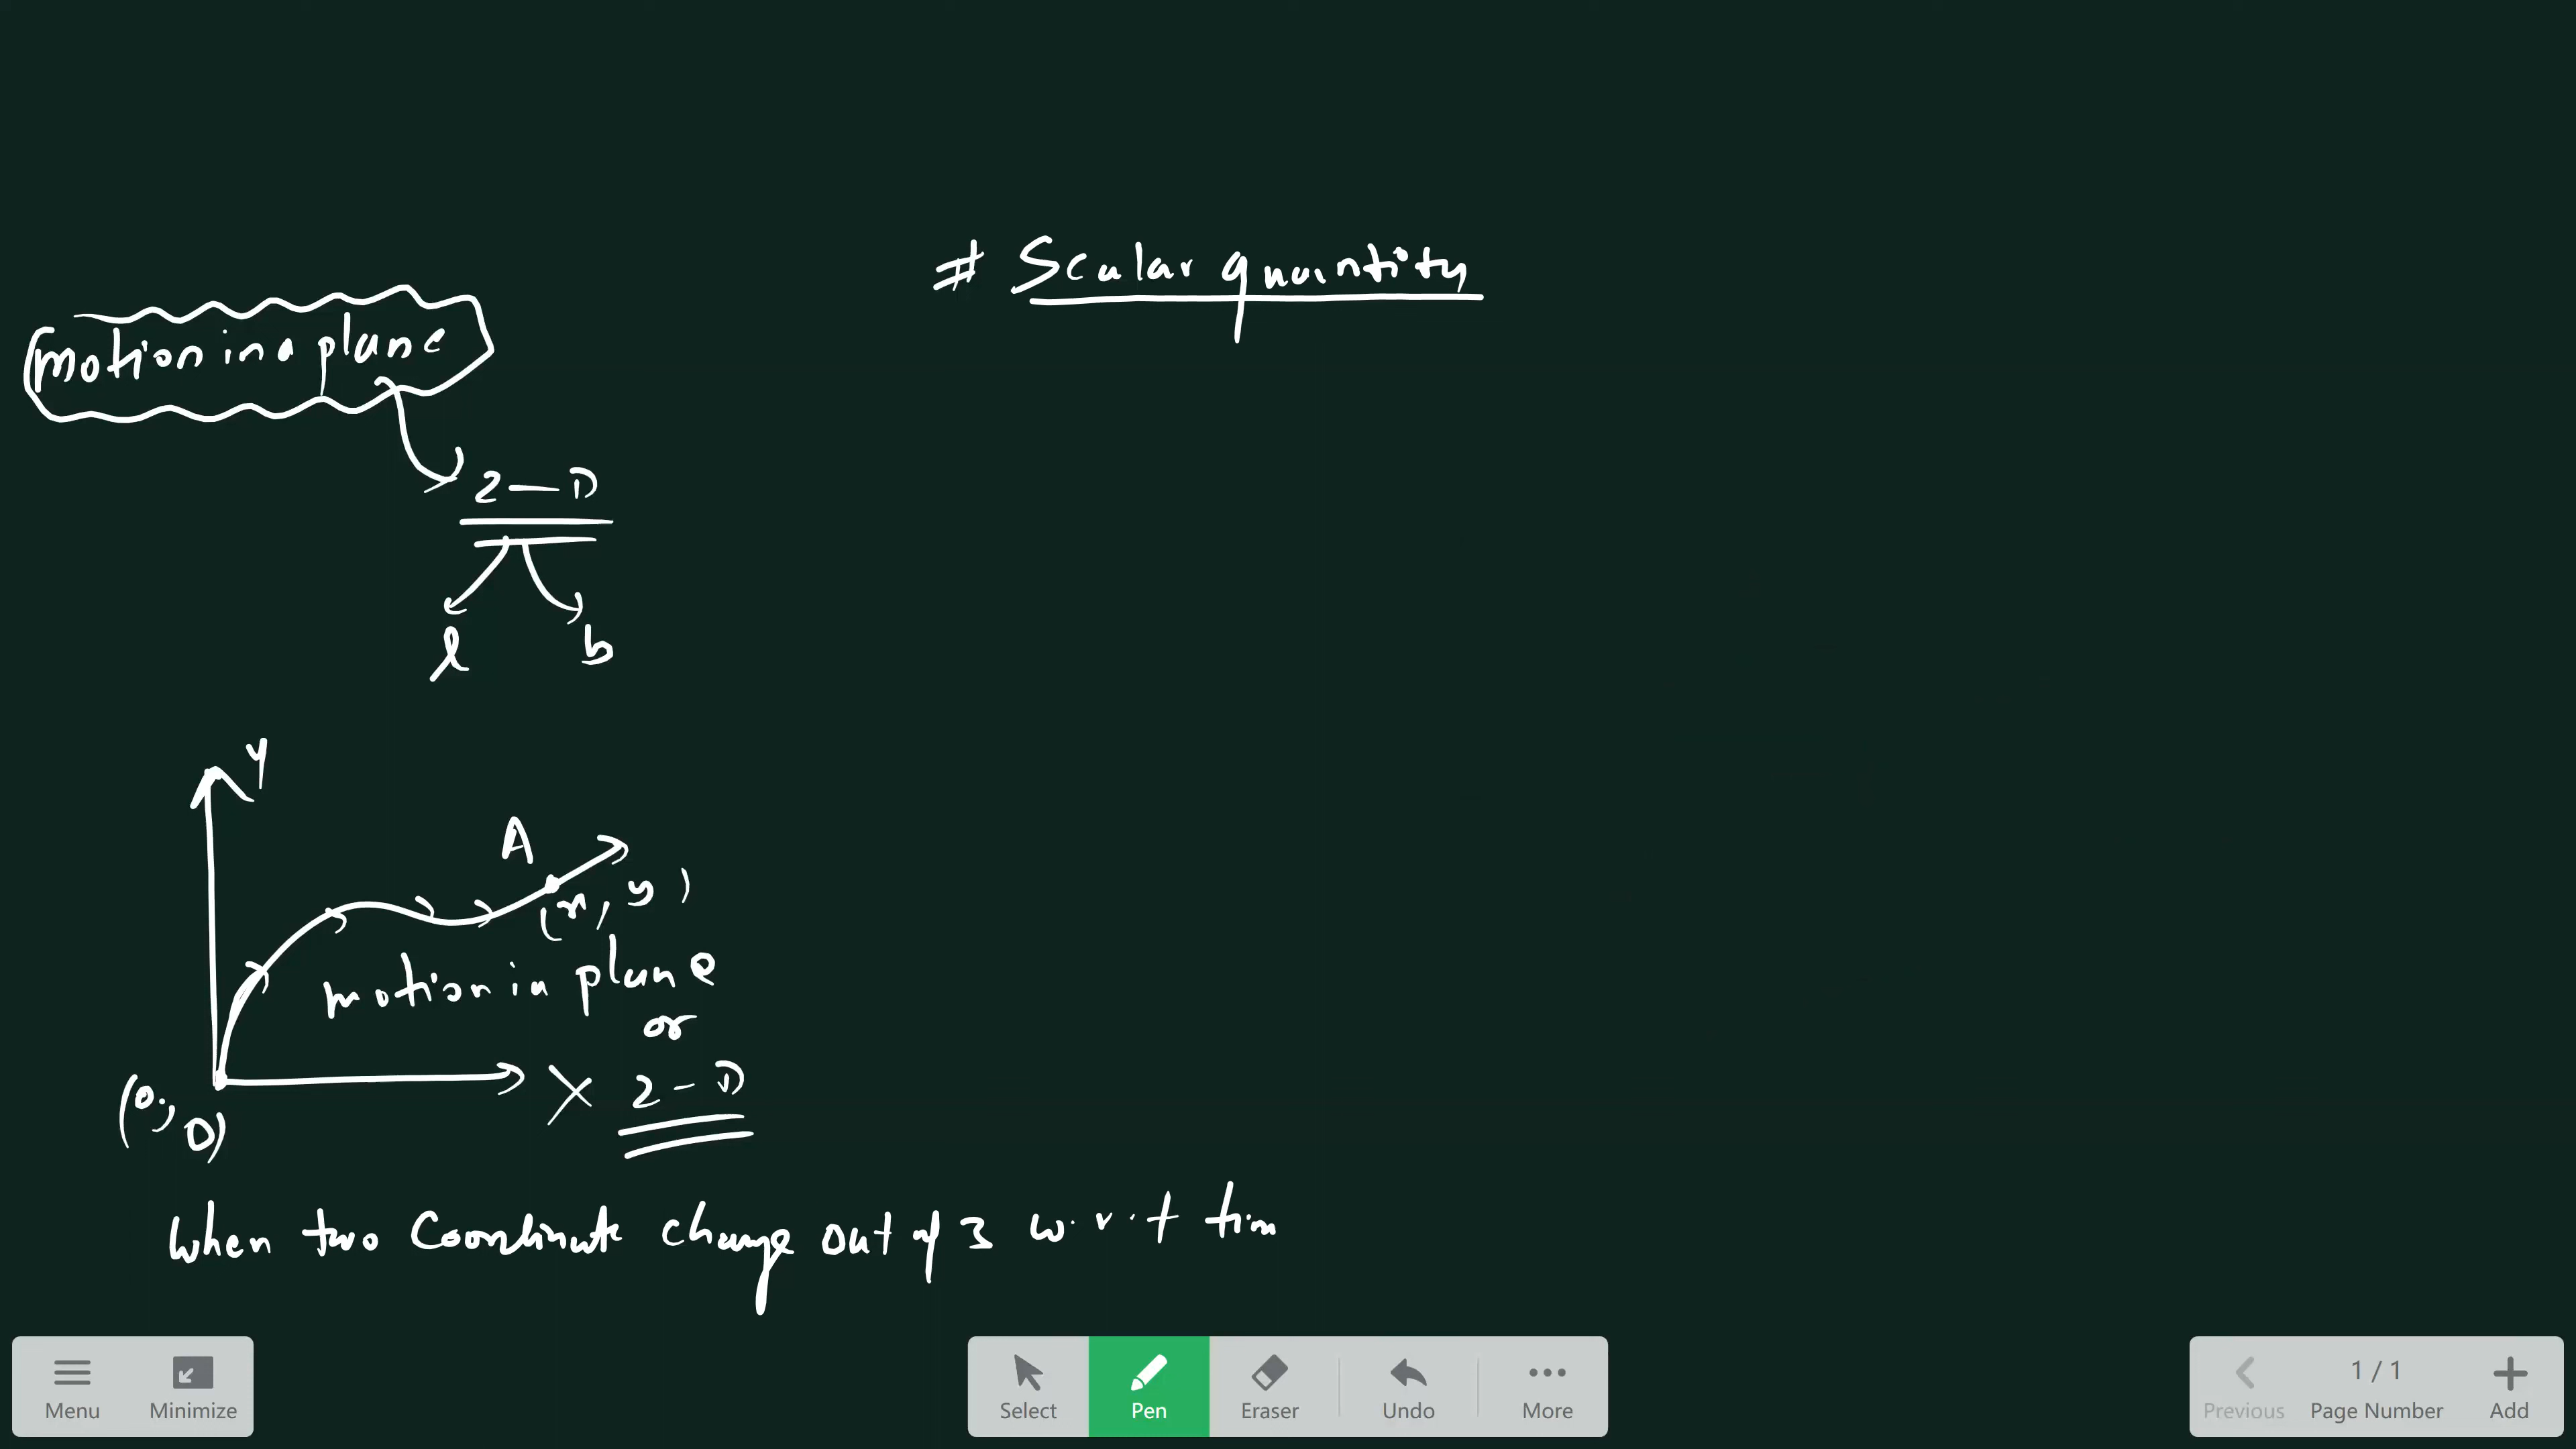 # Scalar quantity
motion in a plane
2-D
l
b
y
A
(x, y)
motion in plane
or
2-D
X
(0, 0)
When two Coordinate change out of 3 w.r.t tim
Menu
Minimize
Select
Pen
Eraser
Undo
More
Previous
1 / 1
Page Number
Add